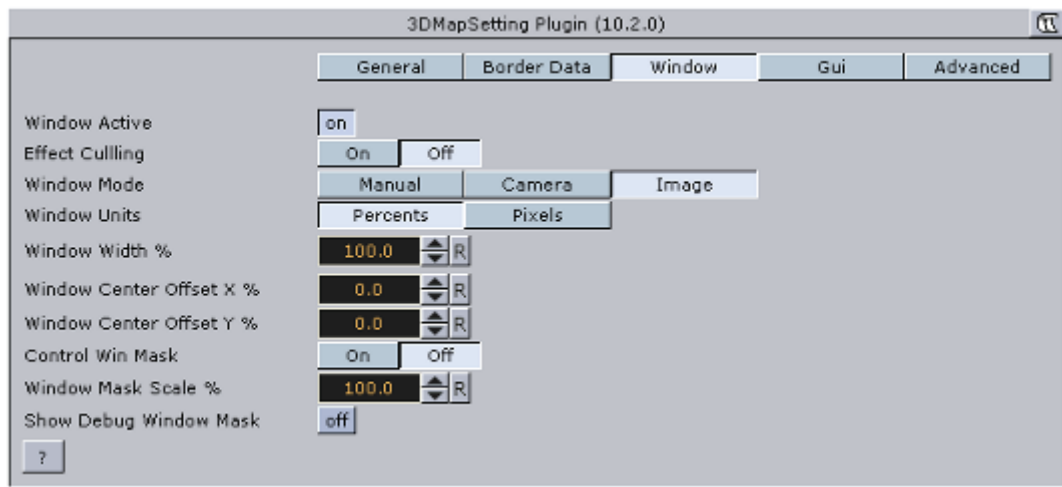 3DMapSetting Plugin (10.2.0)
General Border Data Window Gui Advanced
Window Active on
Effect Cullling On Off
Window Mode Manual Camera Image
Window Units Percents Pixels
Window Width % 100.0 R
Window Center Offset X % 0.0 R
Window Center Offset Y % 0.0 R
Control Win Mask On Off
Window Mask Scale % 100.0 R
Show Debug Window Mask off
?